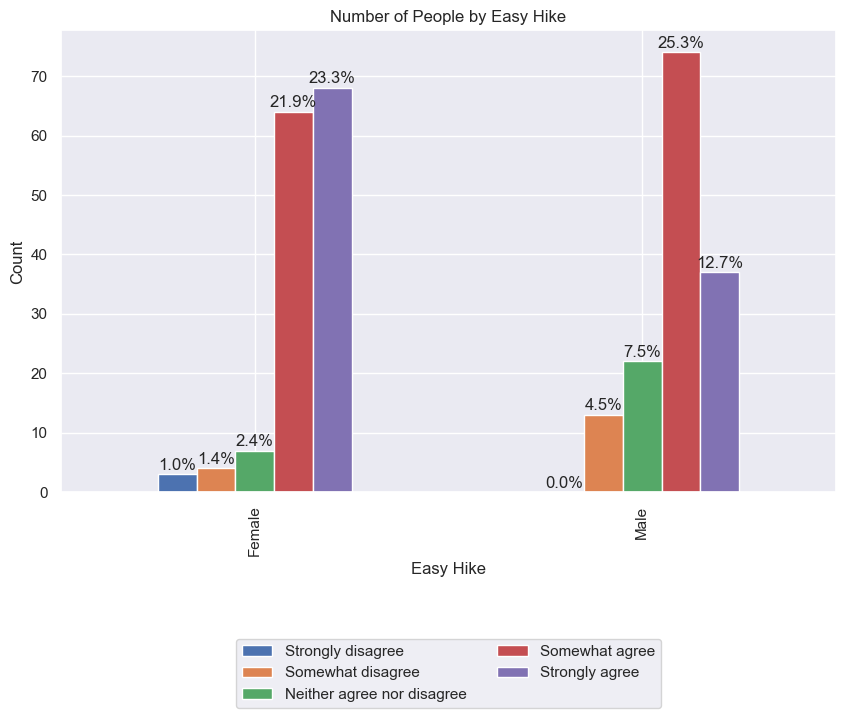 Number of People by Easy Hike
Count
70
60
50
40
30
20
10
0
1.0%
1.4%
2.4%
21.9%
23.3%
0.0%
4.5%
7.5%
25.3%
12.7%
Female
Male
Easy Hike
Strongly disagree
Somewhat disagree
Neither agree nor disagree
Somewhat agree
Strongly agree